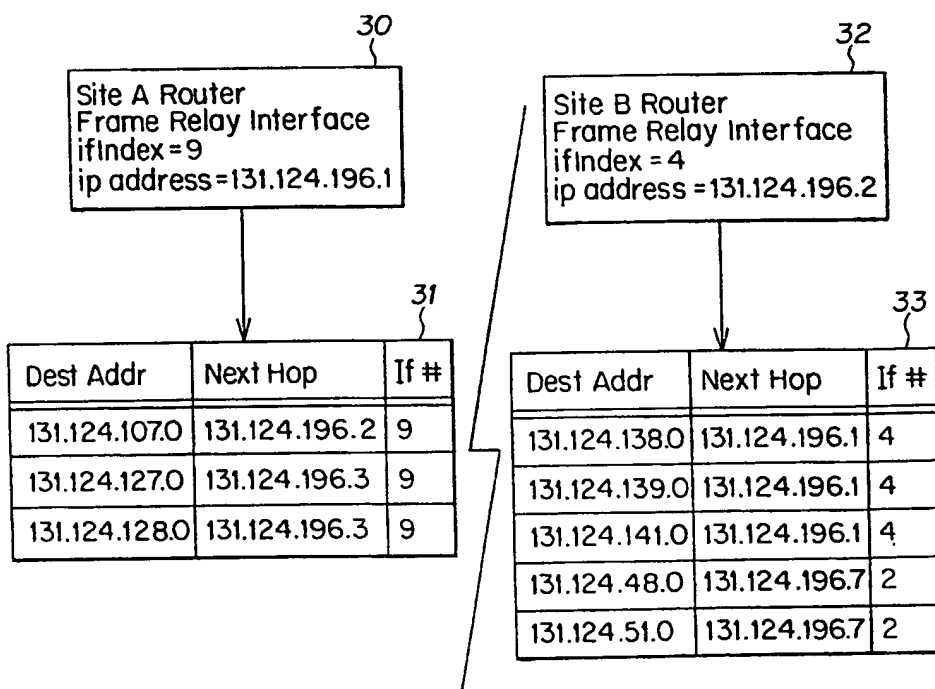 30
Site A Router
Frame Relay Interface
ifIndex=9
ip address=131.124.196.1
31
Dest Addr Next Hop If #
131.124.107.0 131.124.196.2 9
131.124.127.0 131.124.196.3 9
131.124.128.0 131.124.196.3 9
32
Site B Router
Frame Relay Interface
ifIndex=4
ip address=131.124.196.2
33
Dest Addr Next Hop If #
131.124.138.0 131.124.196.1 4
131.124.139.0 131.124.196.1 4
131.124.141.0 131.124.196.1 4
131.124.48.0 131.124.196.7 2
131.124.51.0 131.124.196.7 2